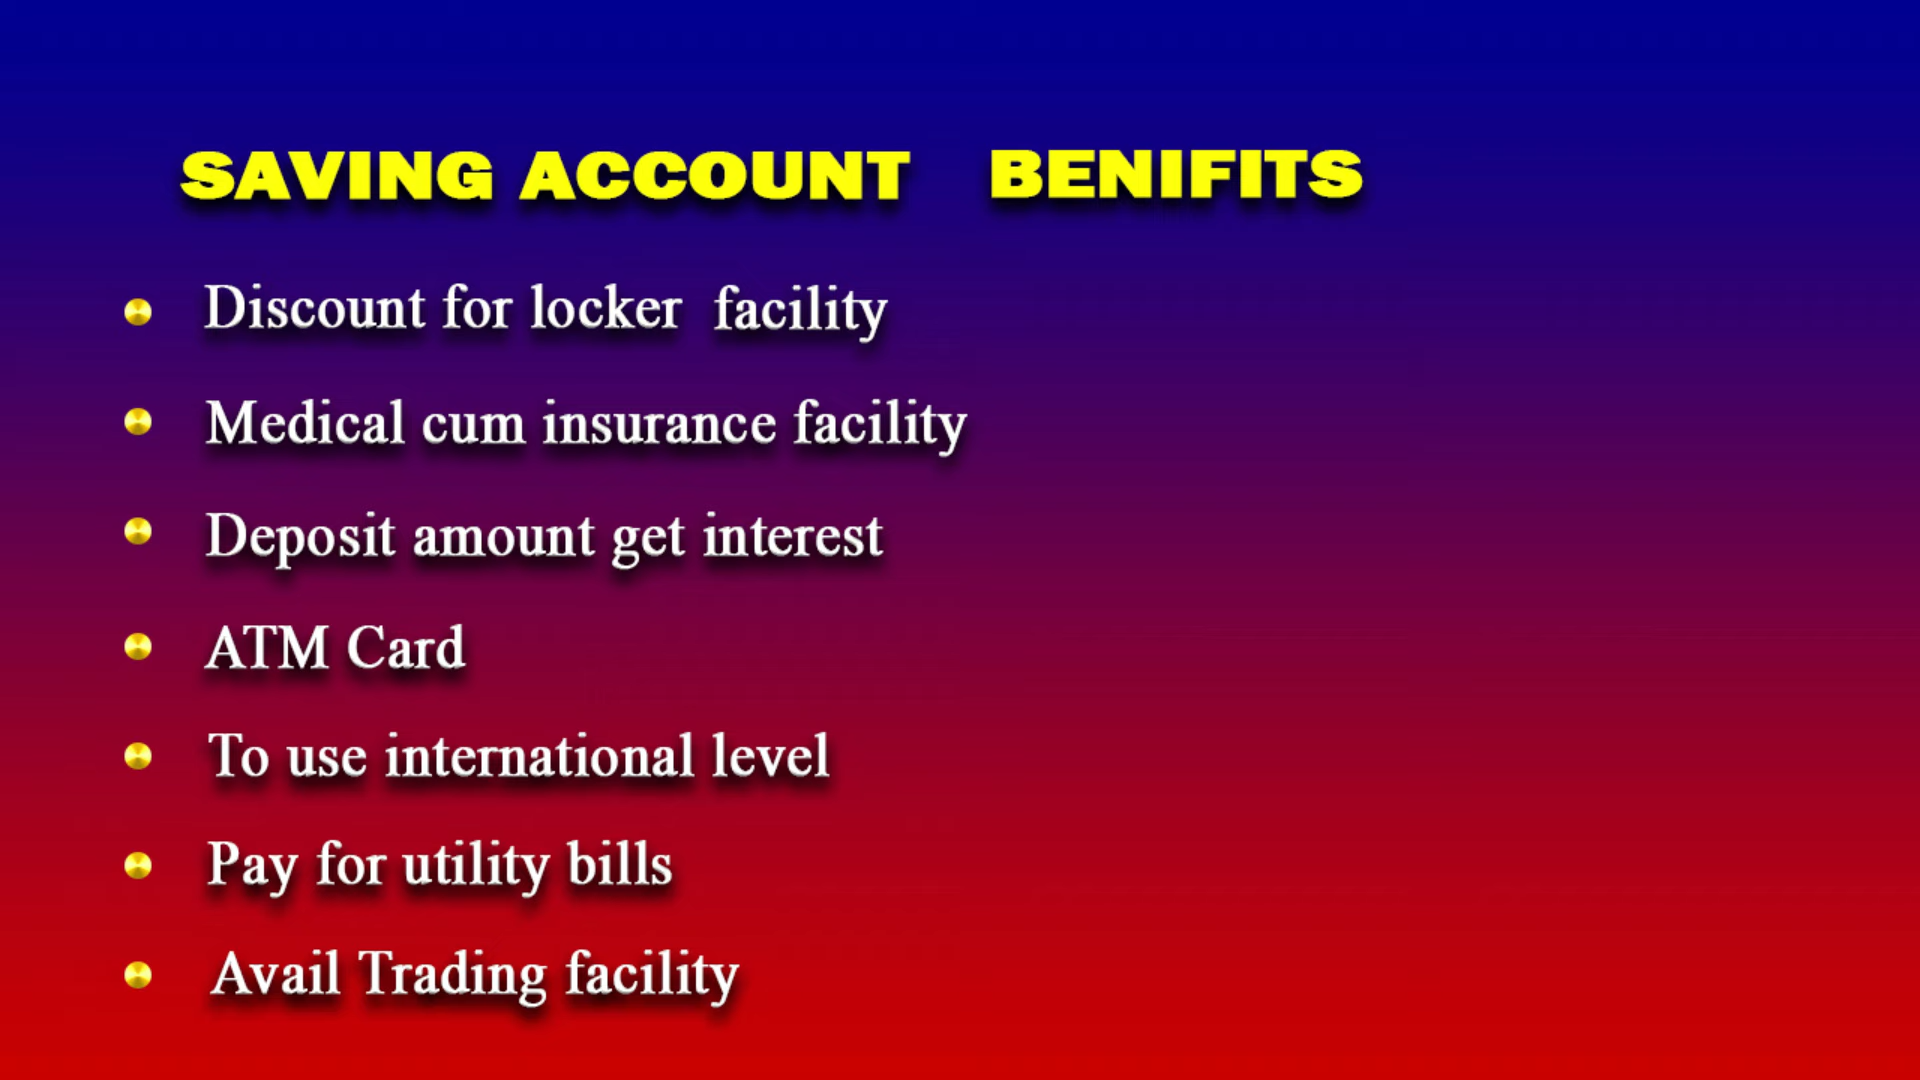 SAVING ACCOUNT BENIFITS
Discount for locker facility
Medical cum insurance facility
Deposit amount get interest
ATM Card
To use international level
Pay for utility bills
Avail Trading facility